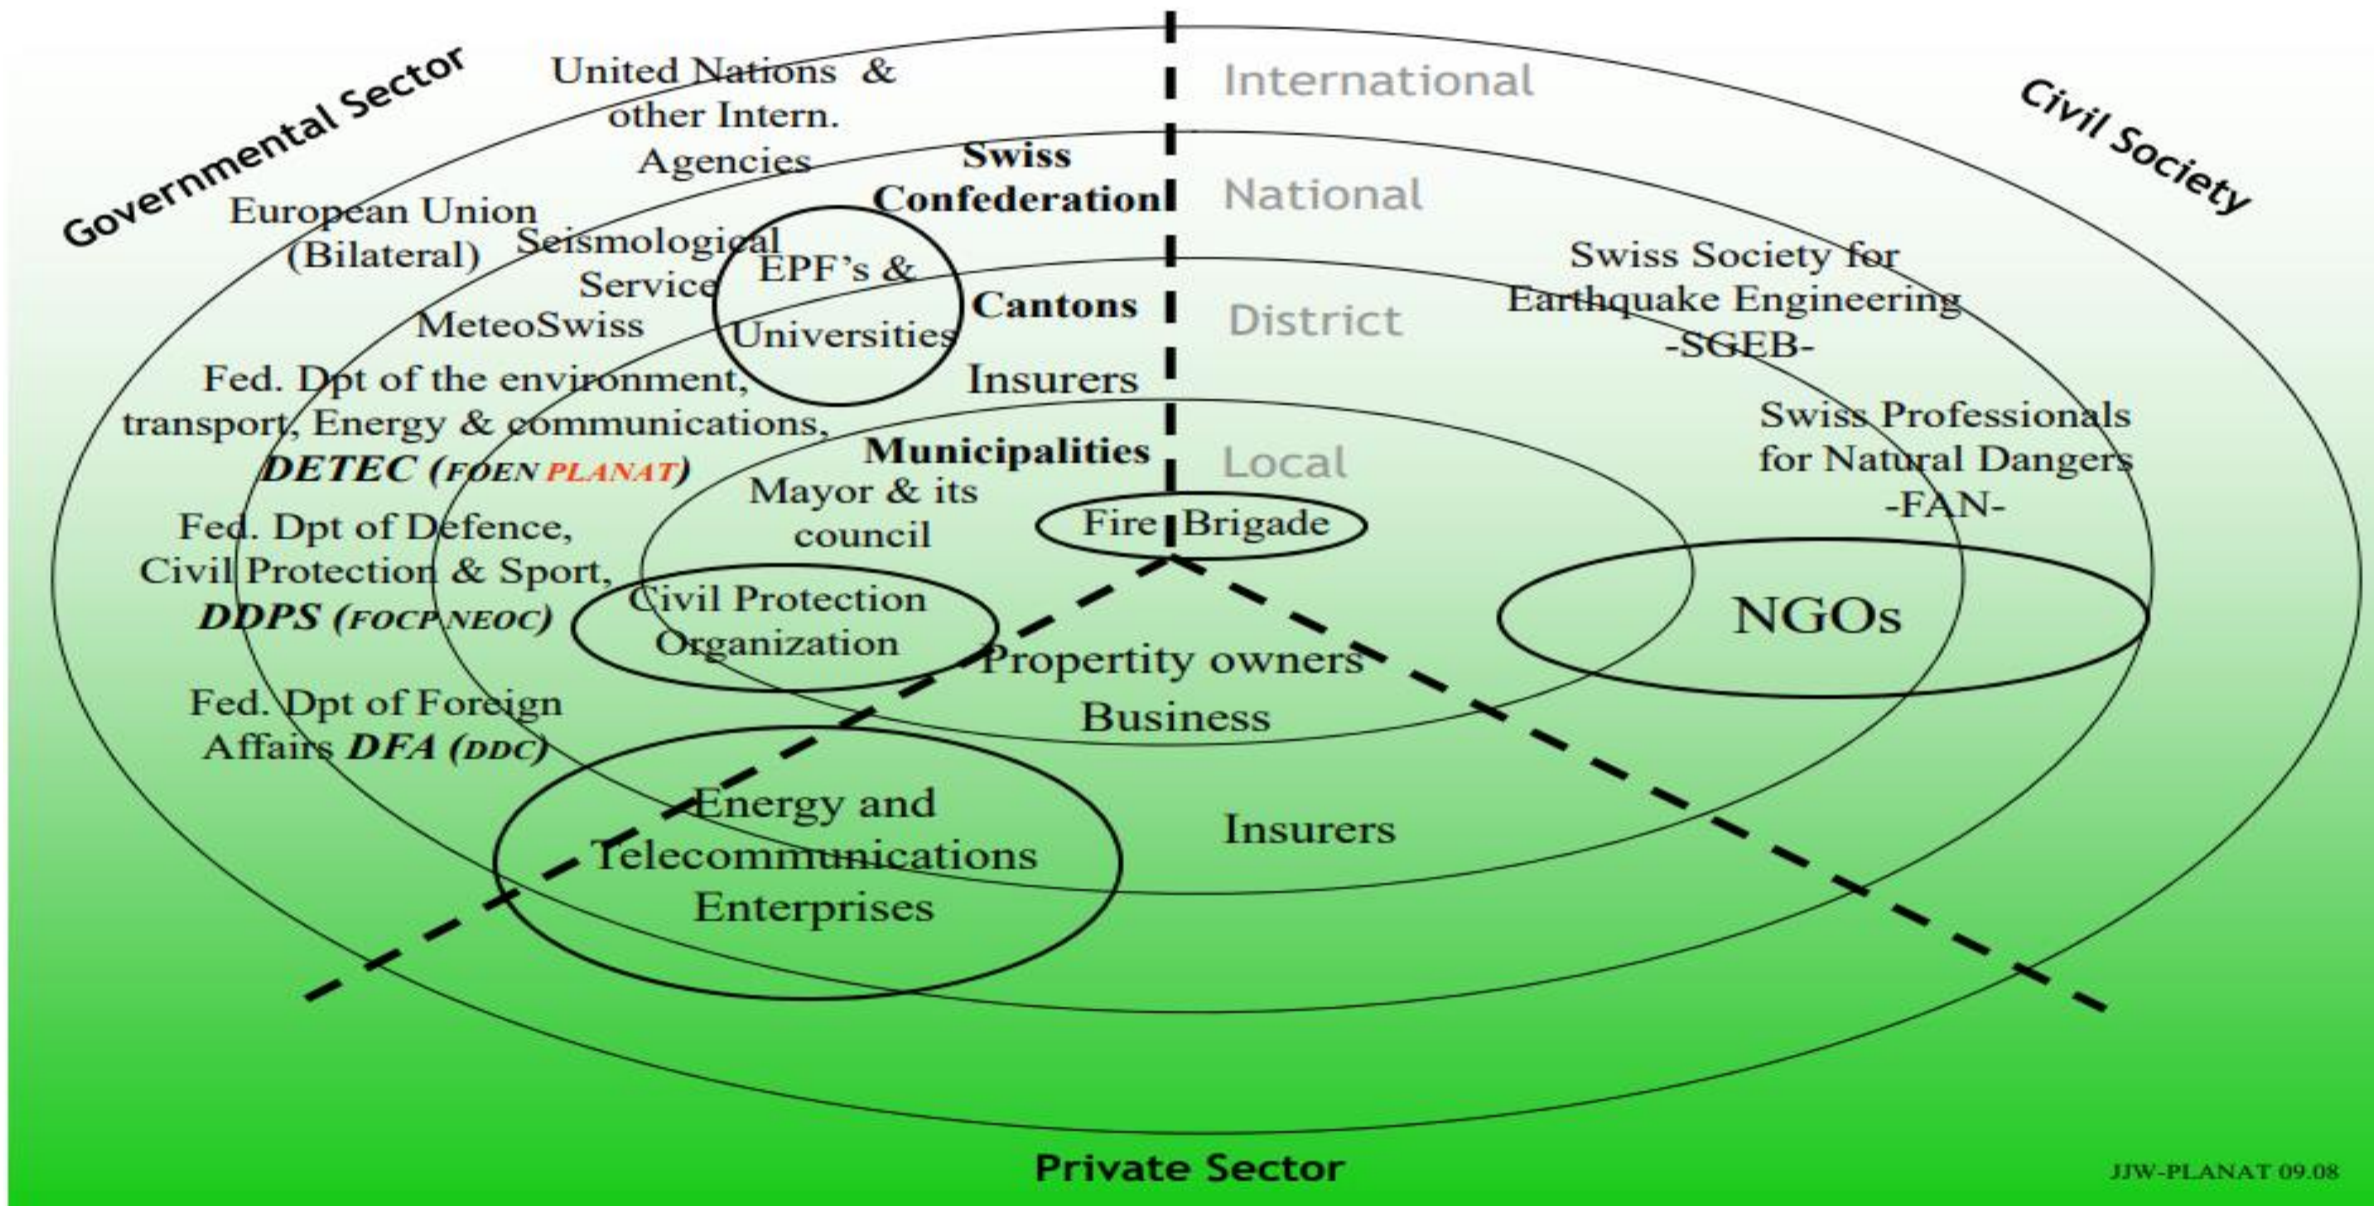 Governmental Sector
United Nations &
other Intern.
Agencies
European Union
(Bilateral)
Swiss
Confederation
Seismological
Service
EPF's &
Universities
MeteoSwiss
Cantons
Insurers
Fed. Dpt of the environment,
transport, Energy & communications,
DETEC (FOEN PLANAT)
Municipalities
Mayor & its
council
Fire Brigade
Fed. Dpt of Defence,
Civil Protection & Sport,
DDPS (FOCP NEOC)
Civil Protection
Organization
Fed. Dpt of Foreign
Affairs DFA (DDC)
International
National
District
Local
Civil Society
Swiss Society for
Earthquake Engineering
-SGEB-
Swiss Professionals
for Natural Dangers
-FAN-
NGOs
Propertity owners
Business
Energy and
Telecommunications
Enterprises
Insurers
Private Sector
JJW-PLANAT 09.08